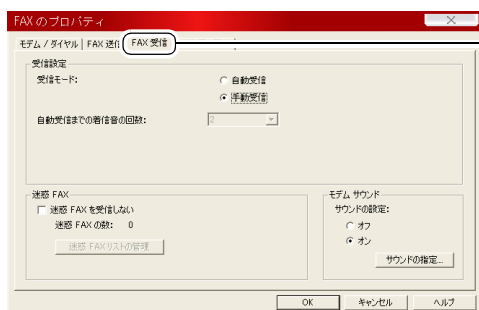 FAX のプロパティ
モデム / ダイヤル FAX 送信 FAX 受信
受信設定
受信モード: 自動受信
手動受信
自動受信までの着信音の回数: 2
迷惑 FAX
迷惑 FAX を受信しない
迷惑 FAX の数: 0
迷惑 FAX リストの管理
モデム サウンド
サウンドの設定:
オフ
オン
サウンドの指定...
OK キャンセル ヘルプ